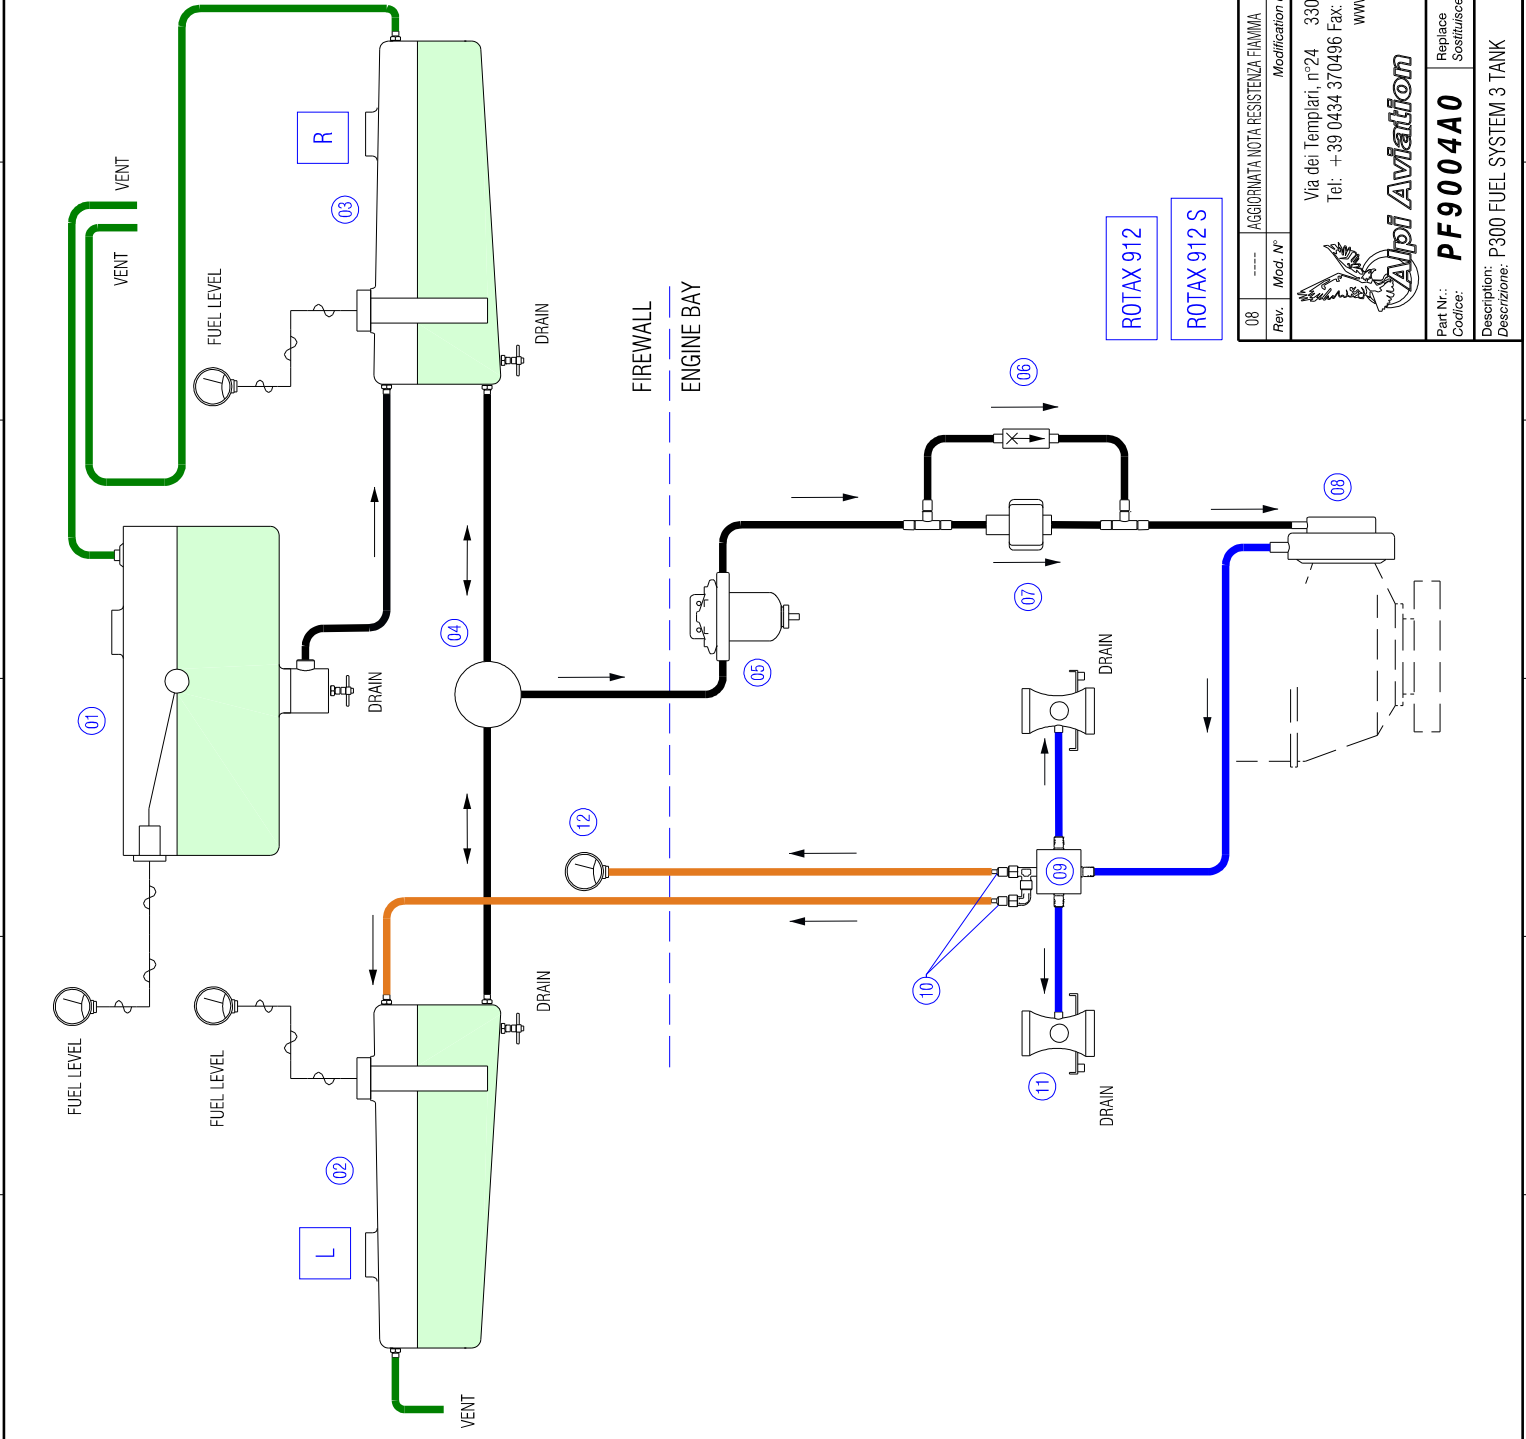 FUEL LEVEL
FUEL LEVEL
FUEL LEVEL
VENT
VENT
VENT
01
02
03
L
R
DRAIN
DRAIN
DRAIN
04
12
FIREWALL
ENGINE BAY
05
06
07
08
09
10
11
DRAIN
DRAIN
ROTAX 912
ROTAX 912 S
08 ---- AGGIORNATA NOTA RESISTENZA FIAMMA
Rev. Mod. N° Modification
Via dei Templari, n°24 330
Tel: +39 0434 370496 Fax:
www
Alpi Aviation
Part Nr.: PF9004A0 Replace
Codice: Sostituisce
Description: P300 FUEL SYSTEM 3 TANK
Descrizione: